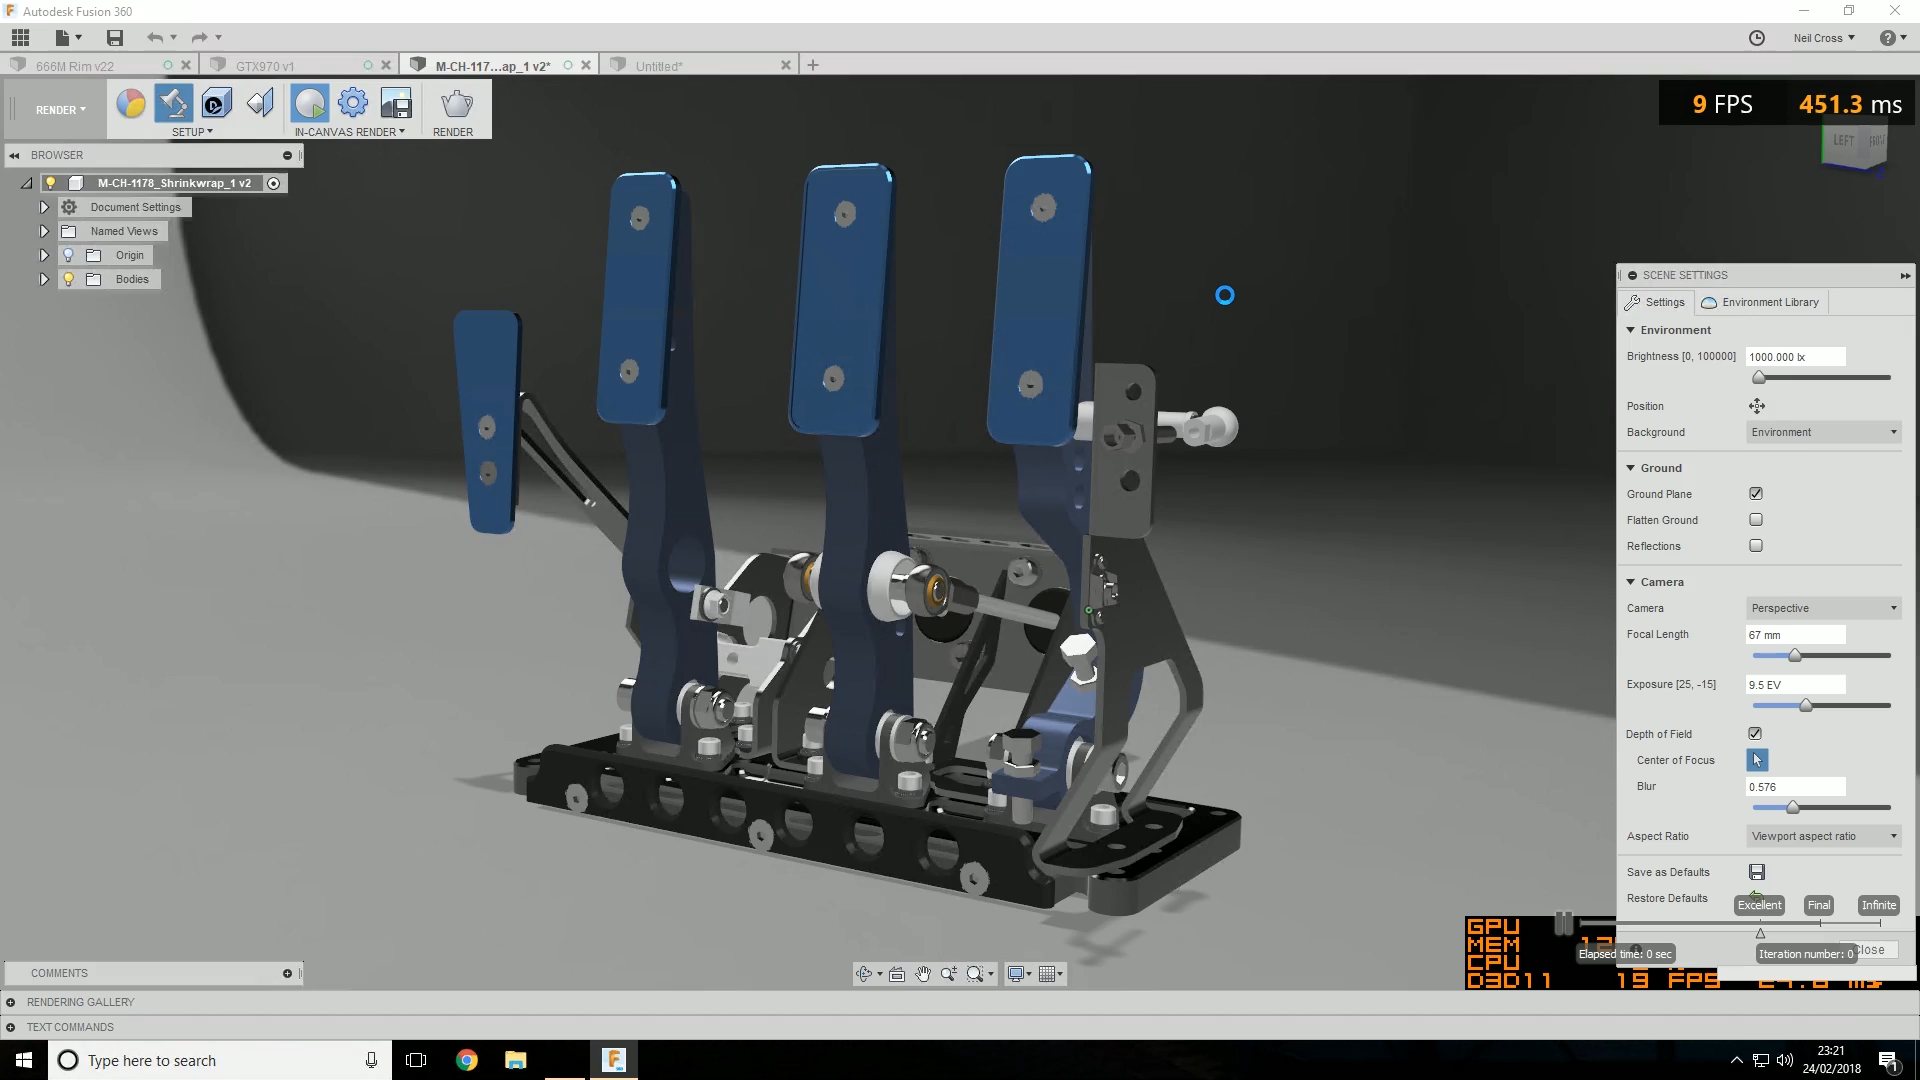 Autodesk Fusion 360
Neil Cross
666M Rim v22
GTX970 v1
M-CH-117...ap_1 v2*
Untitled*
RENDER
SETUP
IN-CANVAS RENDER
RENDER
9 FPS 451.3 ms
LEFT
BROWSER
M-CH-1178_Shrinkwrap_1 v2
Document Settings
Named Views
Origin
Bodies
SCENE SETTINGS
Settings
Environment Library
Environment
Brightness [0, 100000] 1000.000 lx
Position
Background Environment
Ground
Ground Plane
Flatten Ground
Reflections
Camera
Camera Perspective
Focal Length 67 mm
Exposure [25, -15] 9.5 EV
Depth of Field
Center of Focus
Blur 0.576
Aspect Ratio Viewport aspect ratio
Save as Defaults
Restore Defaults
Excellent Final Infinite
GPU
MEM
CPU
D3D11 19 FPS
Elapsed time: 0 sec
Iteration number: 0
Close
COMMENTS
RENDERING GALLERY
TEXT COMMANDS
Type here to search
23:21
24/02/2018
1